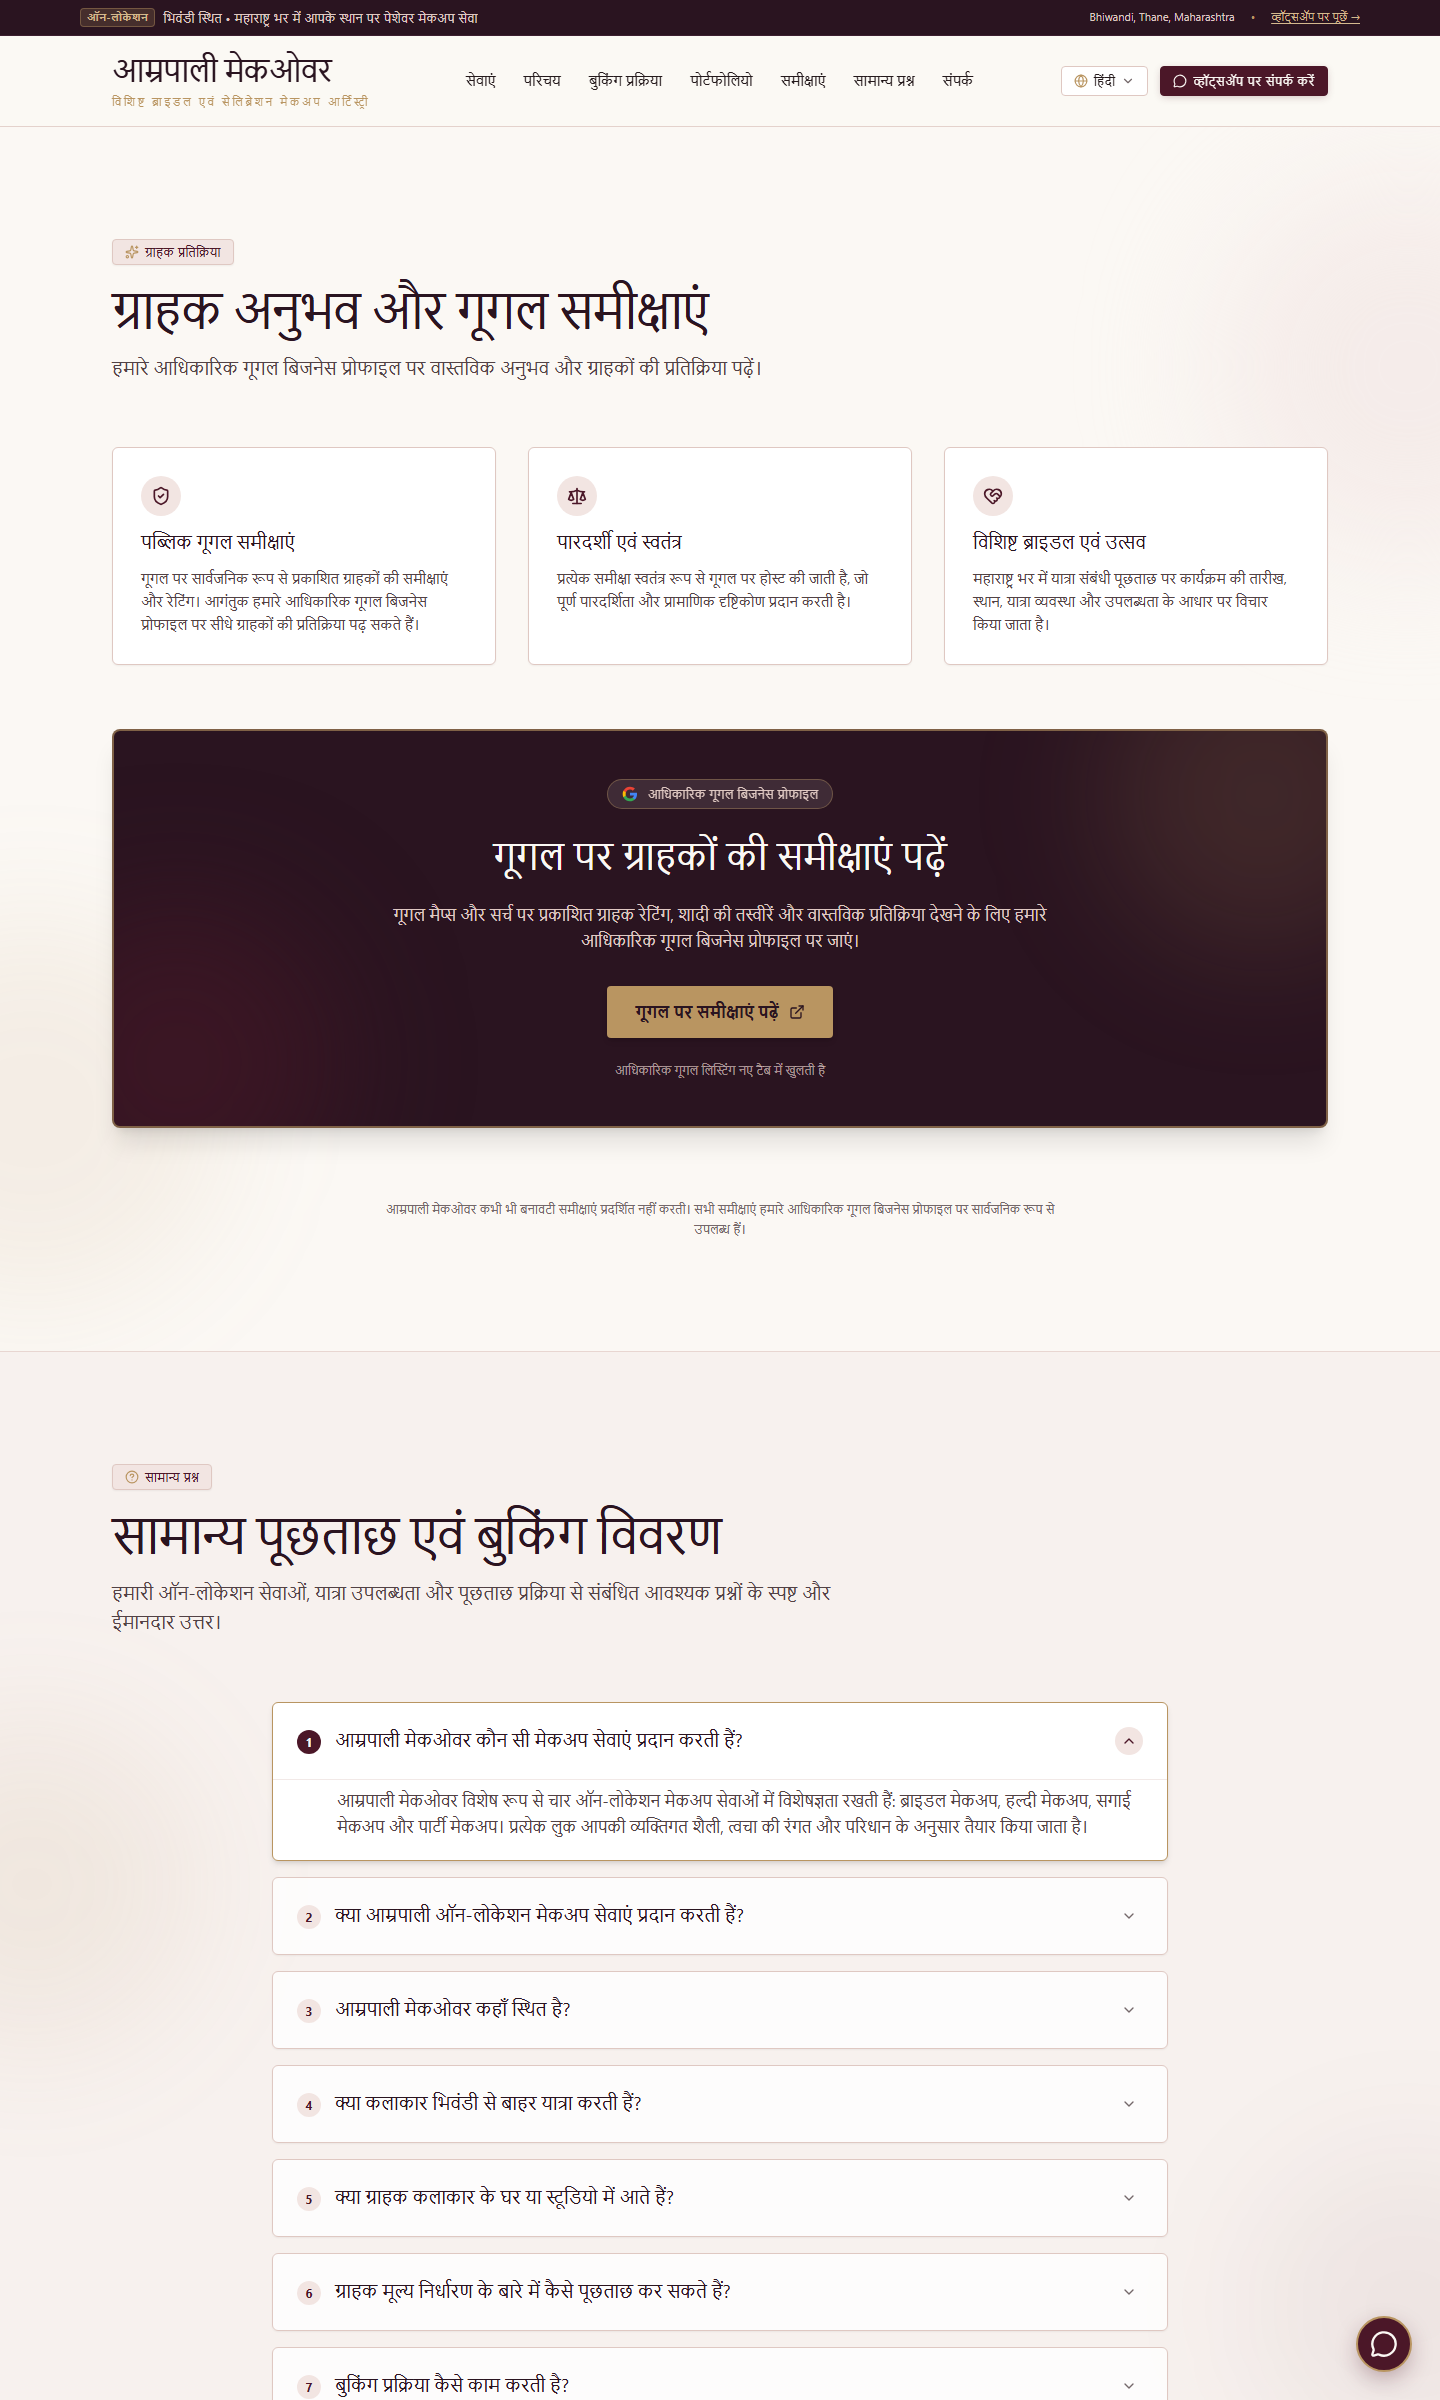 ऑन-लोकेशन भिवंडी स्थित • महाराष्ट्र भर में आपके स्थान पर पेशेवर मेकअप सेवा
Bhiwandi, Thane, Maharashtra • व्हॉट्सॲप पर पूछें →
आम्रपाली मेकओवर
विशिष्ट ब्राइडल एवं सेलिब्रेशन मेकअप आर्टिस्ट्री
सेवाएं परिचय बुकिंग प्रक्रिया पोर्टफोलियो समीक्षाएं सामान्य प्रश्न संपर्क
हिंदी
व्हॉट्सॲप पर संपर्क करें
ग्राहक प्रतिक्रिया
ग्राहक अनुभव और गूगल समीक्षाएं
हमारे आधिकारिक गूगल बिजनेस प्रोफाइल पर वास्तविक अनुभव और ग्राहकों की प्रतिक्रिया पढ़ें।
पब्लिक गूगल समीक्षाएं
गूगल पर सार्वजनिक रूप से प्रकाशित ग्राहकों की समीक्षाएं
और रेटिंग। आगंतुक हमारे आधिकारिक गूगल बिजनेस
प्रोफाइल पर सीधे ग्राहकों की प्रतिक्रिया पढ़ सकते हैं।
पारदर्शी एवं स्वतंत्र
प्रत्येक समीक्षा स्वतंत्र रूप से गूगल पर होस्ट की जाती है, जो
पूर्ण पारदर्शिता और प्रामाणिक दृष्टिकोण प्रदान करती है।
विशिष्ट ब्राइडल एवं उत्सव
महाराष्ट्र भर में यात्रा संबंधी पूछताछ पर कार्यक्रम की तारीख,
स्थान, यात्रा व्यवस्था और उपलब्धता के आधार पर विचार
किया जाता है।
आधिकारिक गूगल बिजनेस प्रोफाइल
गूगल पर ग्राहकों की समीक्षाएं पढ़ें
गूगल मैप्स और सर्च पर प्रकाशित ग्राहक रेटिंग, शादी की तस्वीरें और वास्तविक प्रतिक्रिया देखने के लिए हमारे
आधिकारिक गूगल बिजनेस प्रोफाइल पर जाएं।
गूगल पर समीक्षाएं पढ़ें
आधिकारिक गूगल लिस्टिंग नए टैब में खुलती है
आम्रपाली मेकओवर कभी भी बनावटी समीक्षाएं प्रदर्शित नहीं करती। सभी समीक्षाएं हमारे आधिकारिक गूगल बिजनेस प्रोफाइल पर सार्वजनिक रूप से
उपलब्ध हैं।
सामान्य प्रश्न
सामान्य पूछताछ एवं बुकिंग विवरण
हमारी ऑन-लोकेशन सेवाओं, यात्रा उपलब्धता और पूछताछ प्रक्रिया से संबंधित आवश्यक प्रश्नों के स्पष्ट और
ईमानदार उत्तर।
1 आम्रपाली मेकओवर कौन सी मेकअप सेवाएं प्रदान करती हैं?
आम्रपाली मेकओवर विशेष रूप से चार ऑन-लोकेशन मेकअप सेवाओं में विशेषज्ञता रखती हैं: ब्राइडल मेकअप, हल्दी मेकअप, सगाई
मेकअप और पार्टी मेकअप। प्रत्येक लुक आपकी व्यक्तिगत शैली, त्वचा की रंगत और परिधान के अनुसार तैयार किया जाता है।
2 क्या आम्रपाली ऑन-लोकेशन मेकअप सेवाएं प्रदान करती हैं?
3 आम्रपाली मेकओवर कहाँ स्थित है?
4 क्या कलाकार भिवंडी से बाहर यात्रा करती हैं?
5 क्या ग्राहक कलाकार के घर या स्टूडियो में आते हैं?
6 ग्राहक मूल्य निर्धारण के बारे में कैसे पूछताछ कर सकते हैं?
7 बुकिंग प्रक्रिया कैसे काम करती है?